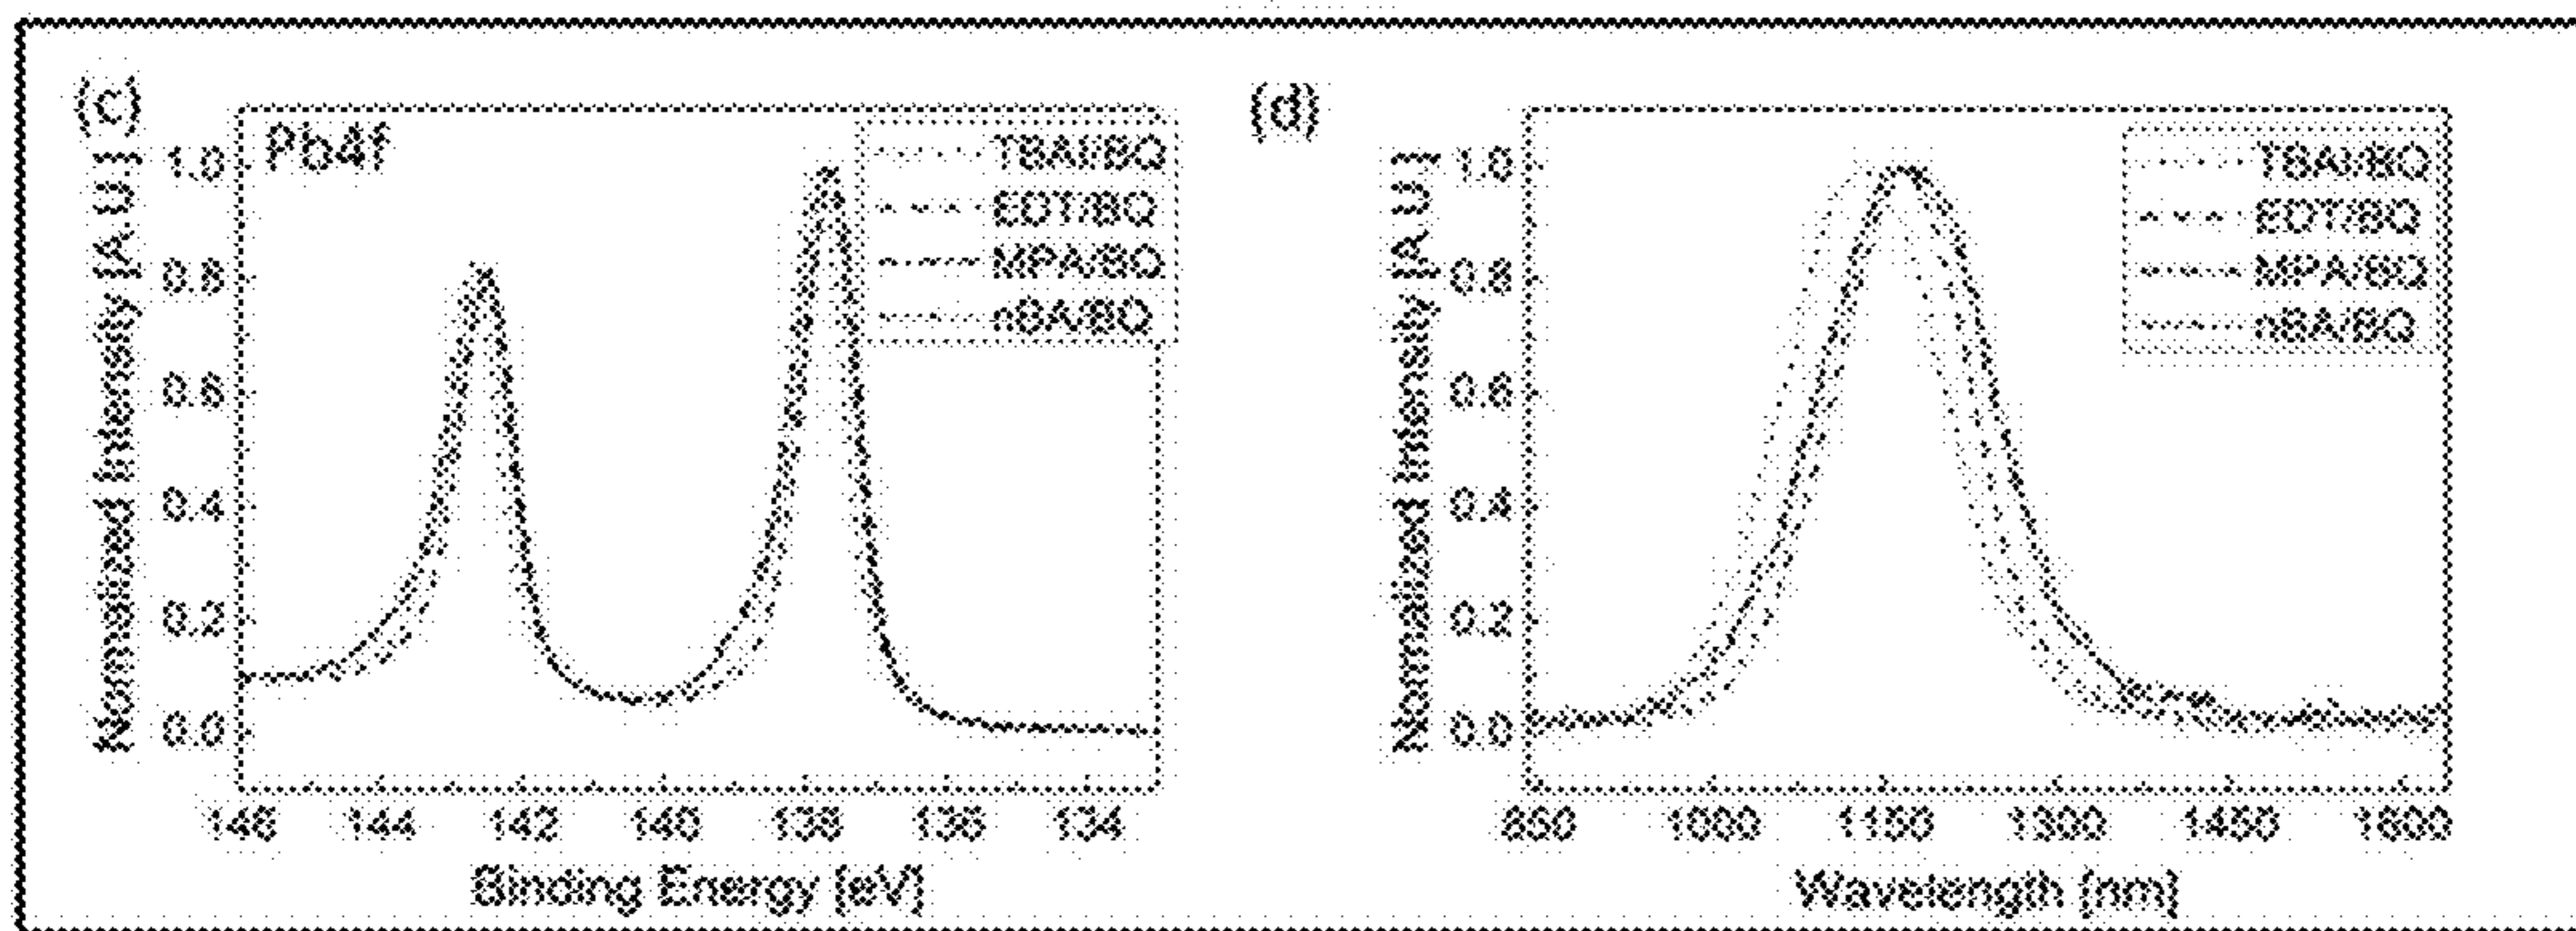 (c)
Pb4f
Normalized Intensity [A.U.]
1.0
0.8
0.6
0.4
0.2
0.0
146 144 142 140 138 136 134
Binding Energy [eV]
TBAI/BQ
EDT/BQ
MPA/BQ
nBA/BQ
(d)
Normalized Intensity [A.U.]
1.0
0.8
0.6
0.4
0.2
0.0
850 1000 1150 1300 1450 1600
Wavelength [nm]
TBAI/BQ
EDT/BQ
MPA/BQ
nBA/BQ